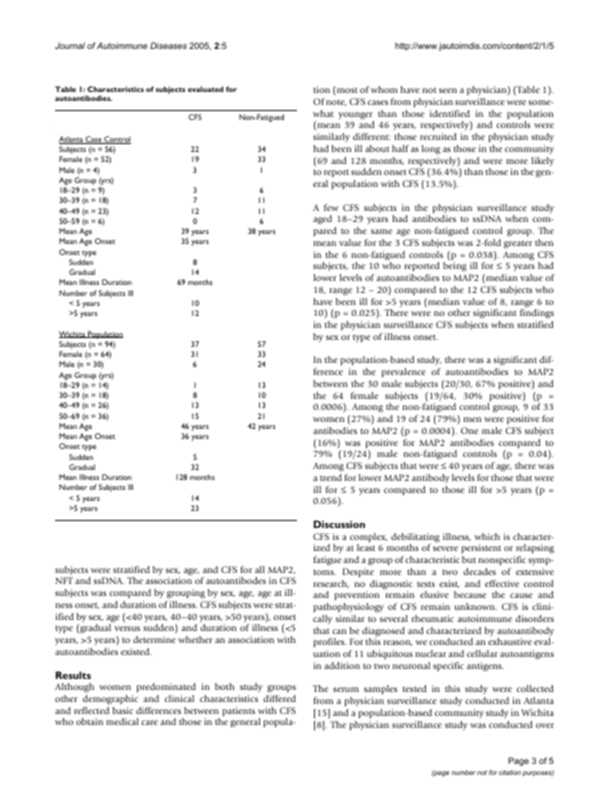 Journal of Autoimmune Diseases 2005, 2:5
http://www.jautoimdis.com/content/2/1/5
Table 1: Characteristics of subjects evaluated for
autoantibodies.
CFS Non-Fatigued
Atlanta Case Control
Subjects (n = 56) 22 34
Female (n = 52) 19 33
Male (n = 4) 3 1
Age Group (yrs)
18–29 (n = 9) 3 6
30–39 (n = 18) 7 11
40–49 (n = 23) 12 11
50–59 (n = 6) 0 6
Mean Age 39 years 38 years
Mean Age Onset 35 years
Onset type
Sudden 8
Gradual 14
Mean Illness Duration 69 months
Number of Subjects Ill
< 5 years 10
>5 years 12
Wichita Population
Subjects (n = 94) 37 57
Female (n = 64) 31 33
Male (n = 30) 6 24
Age Group (yrs)
18–29 (n = 14) 1 13
30–39 (n = 18) 8 10
40–49 (n = 26) 13 13
50–69 (n = 36) 15 21
Mean Age 46 years 42 years
Mean Age Onset 36 years
Onset type
Sudden 5
Gradual 32
Mean Illness Duration 128 months
Number of Subjects Ill
< 5 years 14
>5 years 23
subjects were stratified by sex, age, and CFS for all MAP2,
NFT and ssDNA. The association of autoantibodies in CFS
subjects was compared by grouping by sex, age, age at ill-
ness onset, and duration of illness. CFS subjects were strat-
ified by sex, age (<40 years, 40–40 years, >50 years), onset
type (gradual versus sudden) and duration of illness (<5
years, >5 years) to determine whether an association with
autoantibodies existed.
Results
Although women predominated in both study groups
other demographic and clinical characteristics differed
and reflected basic differences between patients with CFS
who obtain medical care and those in the general popula-
tion (most of whom have not seen a physician) (Table 1).
Of note, CFS cases from physician surveillance were some-
what younger than those identified in the population
(mean 39 and 46 years, respectively) and controls were
similarly different: those recruited in the physician study
had been ill about half as long as those in the community
(69 and 128 months, respectively) and were more likely
to report sudden onset CFS (36.4%) than those in the gen-
eral population with CFS (13.5%).
A few CFS subjects in the physician surveillance study
aged 18–29 years had antibodies to ssDNA when com-
pared to the same age non-fatigued control group. The
mean value for the 3 CFS subjects was 2-fold greater then
in the 6 non-fatigued controls (p = 0.038). Among CFS
subjects, the 10 who reported being ill for ≤ 5 years had
lower levels of autoantibodies to MAP2 (median value of
18, range 12 – 20) compared to the 12 CFS subjects who
have been ill for >5 years (median value of 8, range 6 to
10) (p = 0.025). There were no other significant findings
in the physician surveillance CFS subjects when stratified
by sex or type of illness onset.
In the population-based study, there was a significant dif-
ference in the prevalence of autoantibodies to MAP2
between the 30 male subjects (20/30, 67% positive) and
the 64 female subjects (19/64, 30% positive) (p =
0.0006). Among the non-fatigued control group, 9 of 33
women (27%) and 19 of 24 (79%) men were positive for
antibodies to MAP2 (p = 0.0004). One male CFS subject
(16%) was positive for MAP2 antibodies compared to
79% (19/24) male non-fatigued controls (p = 0.04).
Among CFS subjects that were ≤ 40 years of age, there was
a trend for lower MAP2 antibody levels for those that were
ill for ≤ 5 years compared to those ill for >5 years (p =
0.056).
Discussion
CFS is a complex, debilitating illness, which is character-
ized by at least 6 months of severe persistent or relapsing
fatigue and a group of characteristic but nonspecific symp-
toms. Despite more than a two decades of extensive
research, no diagnostic tests exist, and effective control
and prevention remain elusive because the cause and
pathophysiology of CFS remain unknown. CFS is clini-
cally similar to several rheumatic autoimmune disorders
that can be diagnosed and characterized by autoantibody
profiles. For this reason, we conducted an exhaustive eval-
uation of 11 ubiquitous nuclear and cellular autoantigens
in addition to two neuronal specific antigens.
The serum samples tested in this study were collected
from a physician surveillance study conducted in Atlanta
[15] and a population-based community study in Wichita
[8]. The physician surveillance study was conducted over
Page 3 of 5
(page number not for citation purposes)